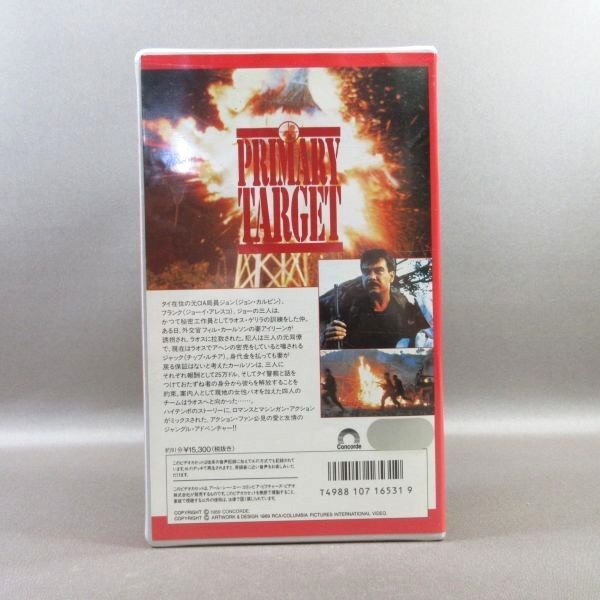 PRIMARY
TARGET
タイ在住の元CIA局員ジョン(ジョン・カルビン)、
フランク(ジョーイ・アレスコ)、ジョーの三人は、
かつて秘密工作員としてラオス・ゲリラの訓練をした仲。
ある日、外交官フィル・カールソンの妻アイリーンが
誘拐され、ラオスに拉致された。犯人は三人の元同僚
で、現在はラオスでアヘンの密売をしていると噂される
ジャック(チップ・ルチア)。身代金を払っても妻が
戻る保証はないと考えたカールソンは、三人に
それぞれ報酬として25万ドル、そしてタイ警察と話を
つけておたずね者の身分から彼らを解放することを
約束。案内人として現地の女性パオを加えた四人の
チームはラオスへと向かった……。
ハイテンポのストーリーに、ロマンスとマシンガン・アクション
がミックスされた、アクション・ファン必見の愛と友情の
ジャングル・アドベンチャー!!
Concorde
¥15,300(税抜き)
T4988 107 16531 9
COPYRIGHT © 1989 CONCORDE.
COPYRIGHT © ARTWORK & DESIGN 1989 RCA/COLUMBIA PICTURES INTERNATIONAL VIDEO.